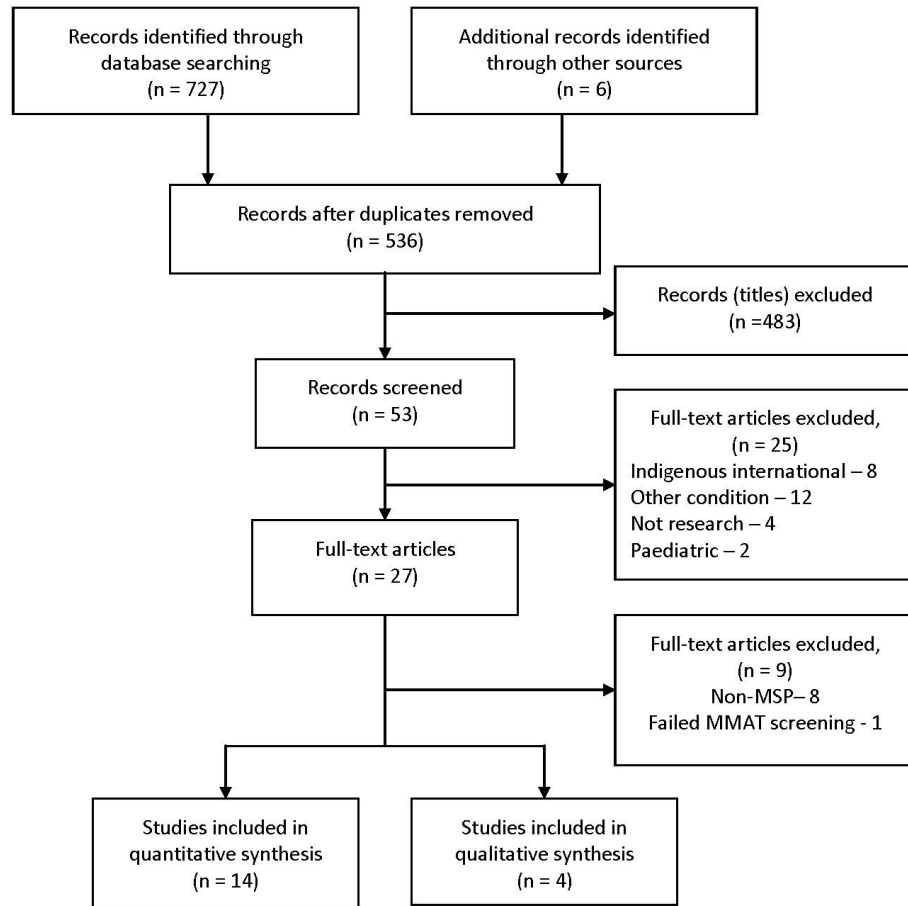 Records identified through
database searching
(n = 727)
Additional records identified
through other sources
(n = 6)
Records after duplicates removed
(n = 536)
Records (titles) excluded
(n =483)
Records screened
(n = 53)
Full-text articles excluded,
(n = 25)
Indigenous international – 8
Other condition – 12
Not research – 4
Paediatric – 2
Full-text articles
(n = 27)
Full-text articles excluded,
(n = 9)
Non-MSP– 8
Failed MMAT screening - 1
Studies included in
quantitative synthesis
(n = 14)
Studies included in
qualitative synthesis
(n = 4)